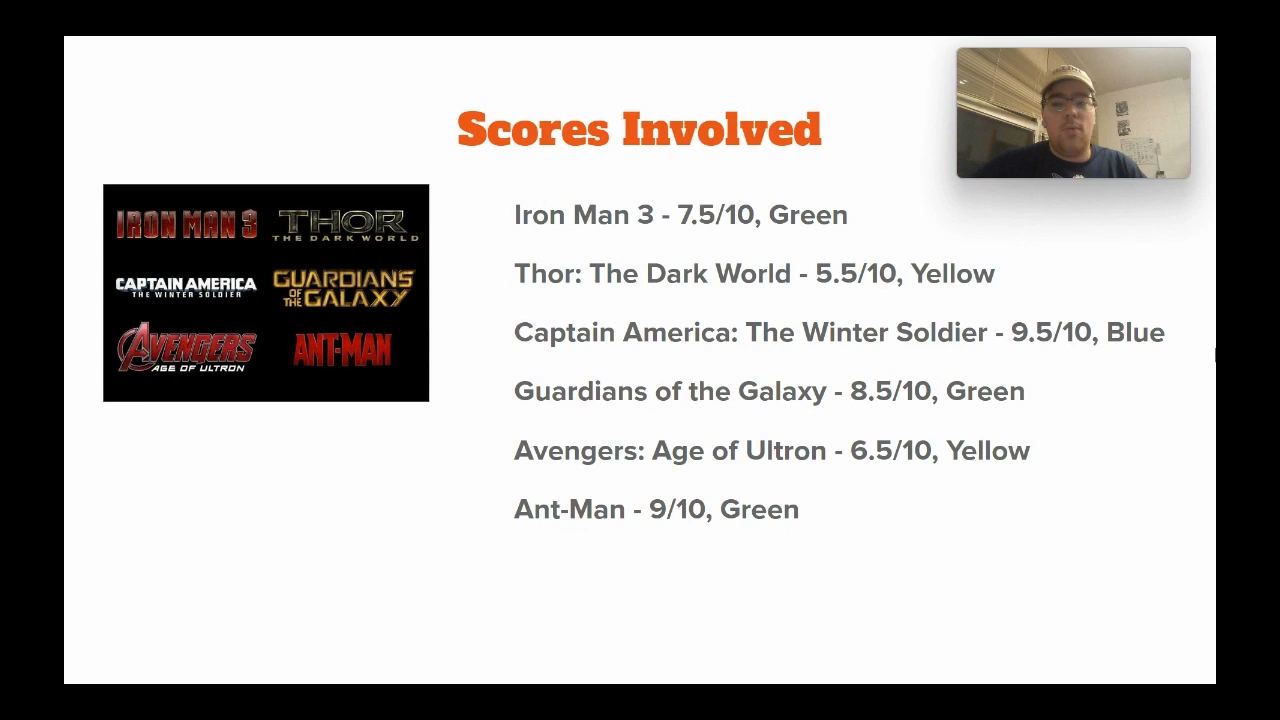 Scores Involved
IRON MAN 3
THOR
THE DARK WORLD
CAPTAIN AMERICA
THE WINTER SOLDIER
GUARDIANS
OF THE
GALAXY
AVENGERS
AGE OF ULTRON
ANT-MAN
Iron Man 3 - 7.5/10, Green
Thor: The Dark World - 5.5/10, Yellow
Captain America: The Winter Soldier - 9.5/10, Blue
Guardians of the Galaxy - 8.5/10, Green
Avengers: Age of Ultron - 6.5/10, Yellow
Ant-Man - 9/10, Green